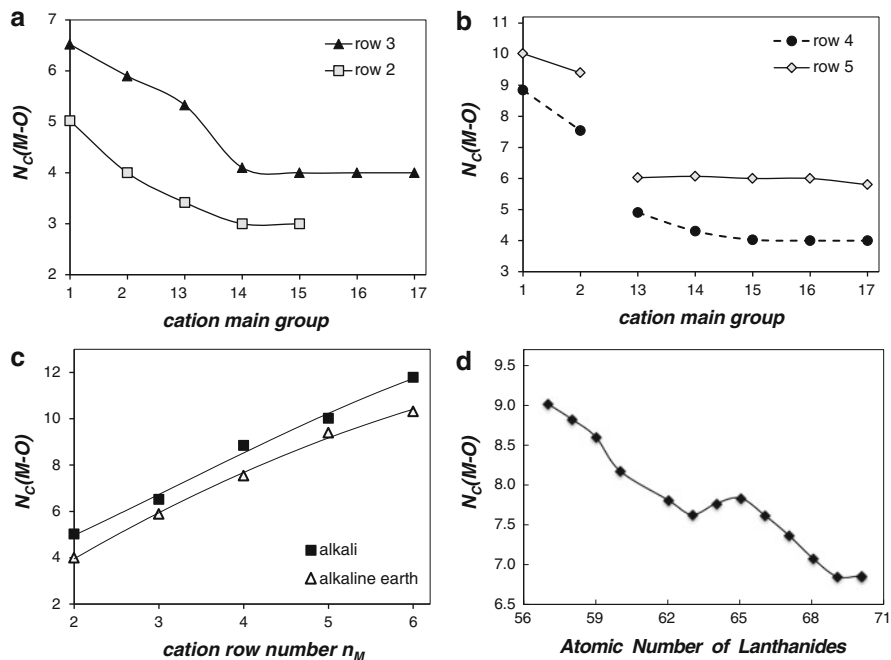 a
7
6
5
4
3
2
N_C(M-O)
row 3
row 2
1 2 13 14 15 16 17
cation main group
b
11
10
9
8
7
6
5
4
3
N_C(M-O)
row 4
row 5
1 2 13 14 15 16 17
cation main group
c
12
10
8
6
4
2
N_C(M-O)
alkali
alkaline earth
2 3 4 5 6
cation row number n_M
d
9.5
9.0
8.5
8.0
7.5
7.0
6.5
N_C(M-O)
56 59 62 65 68 71
Atomic Number of Lanthanides